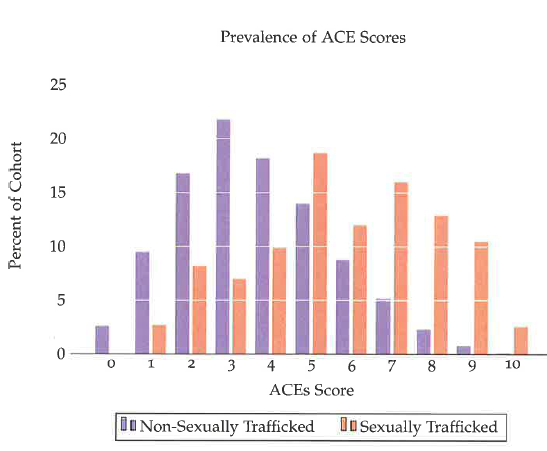 Prevalence of ACE Scores
25
20
15
10
5
0
Percent of Cohort
0 1 2 3 4 5 6 7 8 9 10
ACEs Score
Non-Sexually Trafficked Sexually Trafficked